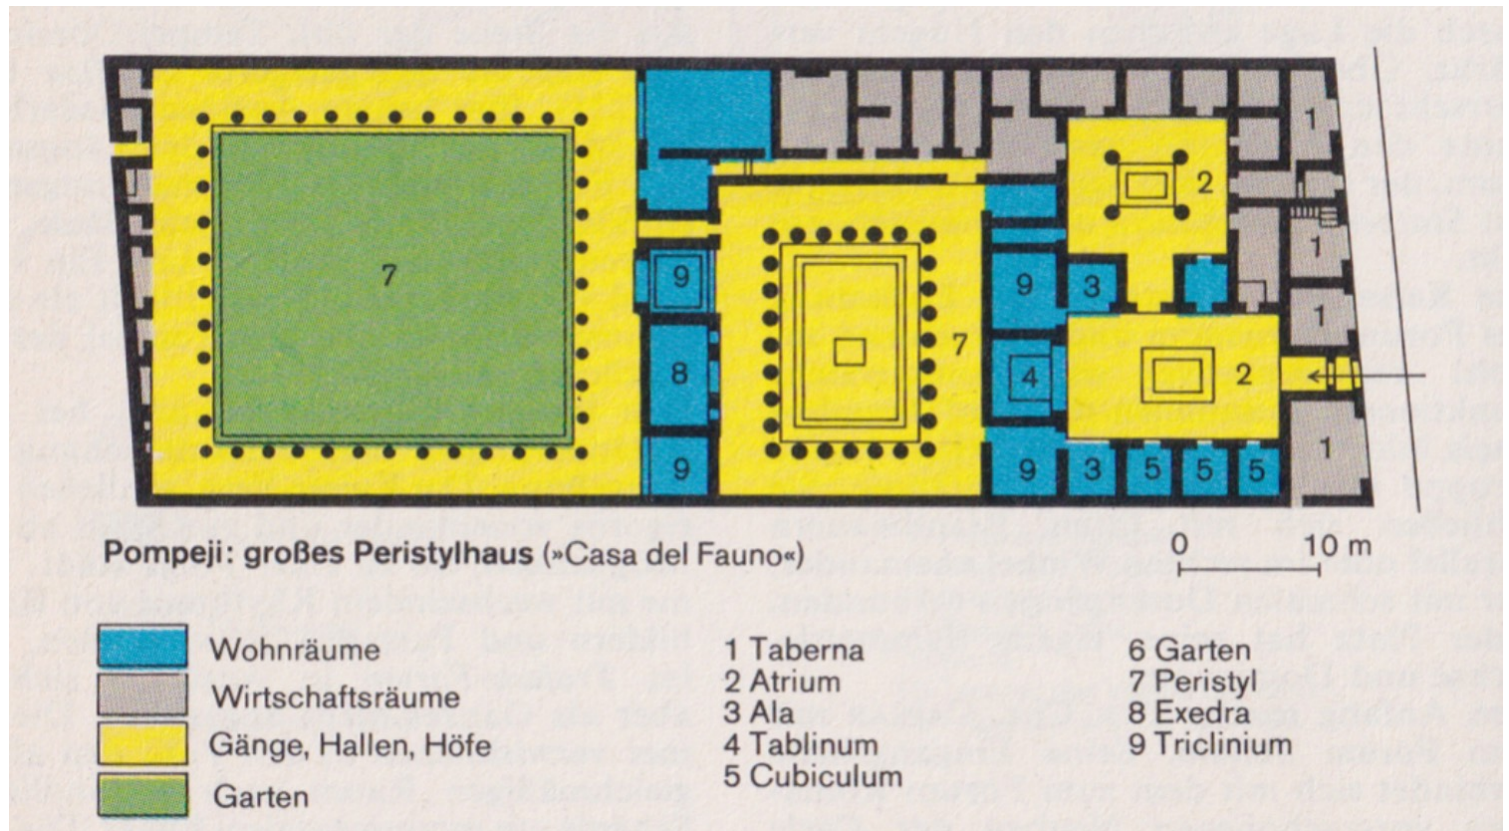 1
2
7
9
9
3
1
1
8
7
4
2
9
9
3
5
5
5
1
Pompeji: großes Peristylhaus (»Casa del Fauno«)
0 10 m
Wohnräume
Wirtschaftsräume
Gänge, Hallen, Höfe
Garten
1 Taberna
2 Atrium
3 Ala
4 Tablinum
5 Cubiculum
6 Garten
7 Peristyl
8 Exedra
9 Triclinium